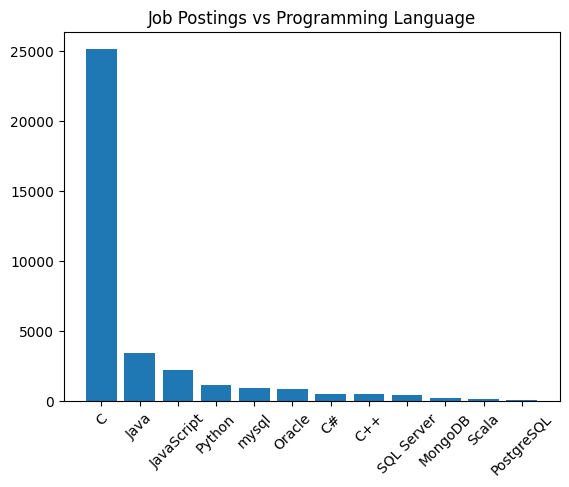 Job Postings vs Programming Language
25000
20000
15000
10000
5000
0
C
Java
JavaScript
Python
mysql
Oracle
C#
C++
SQL Server
MongoDB
Scala
PostgreSQL